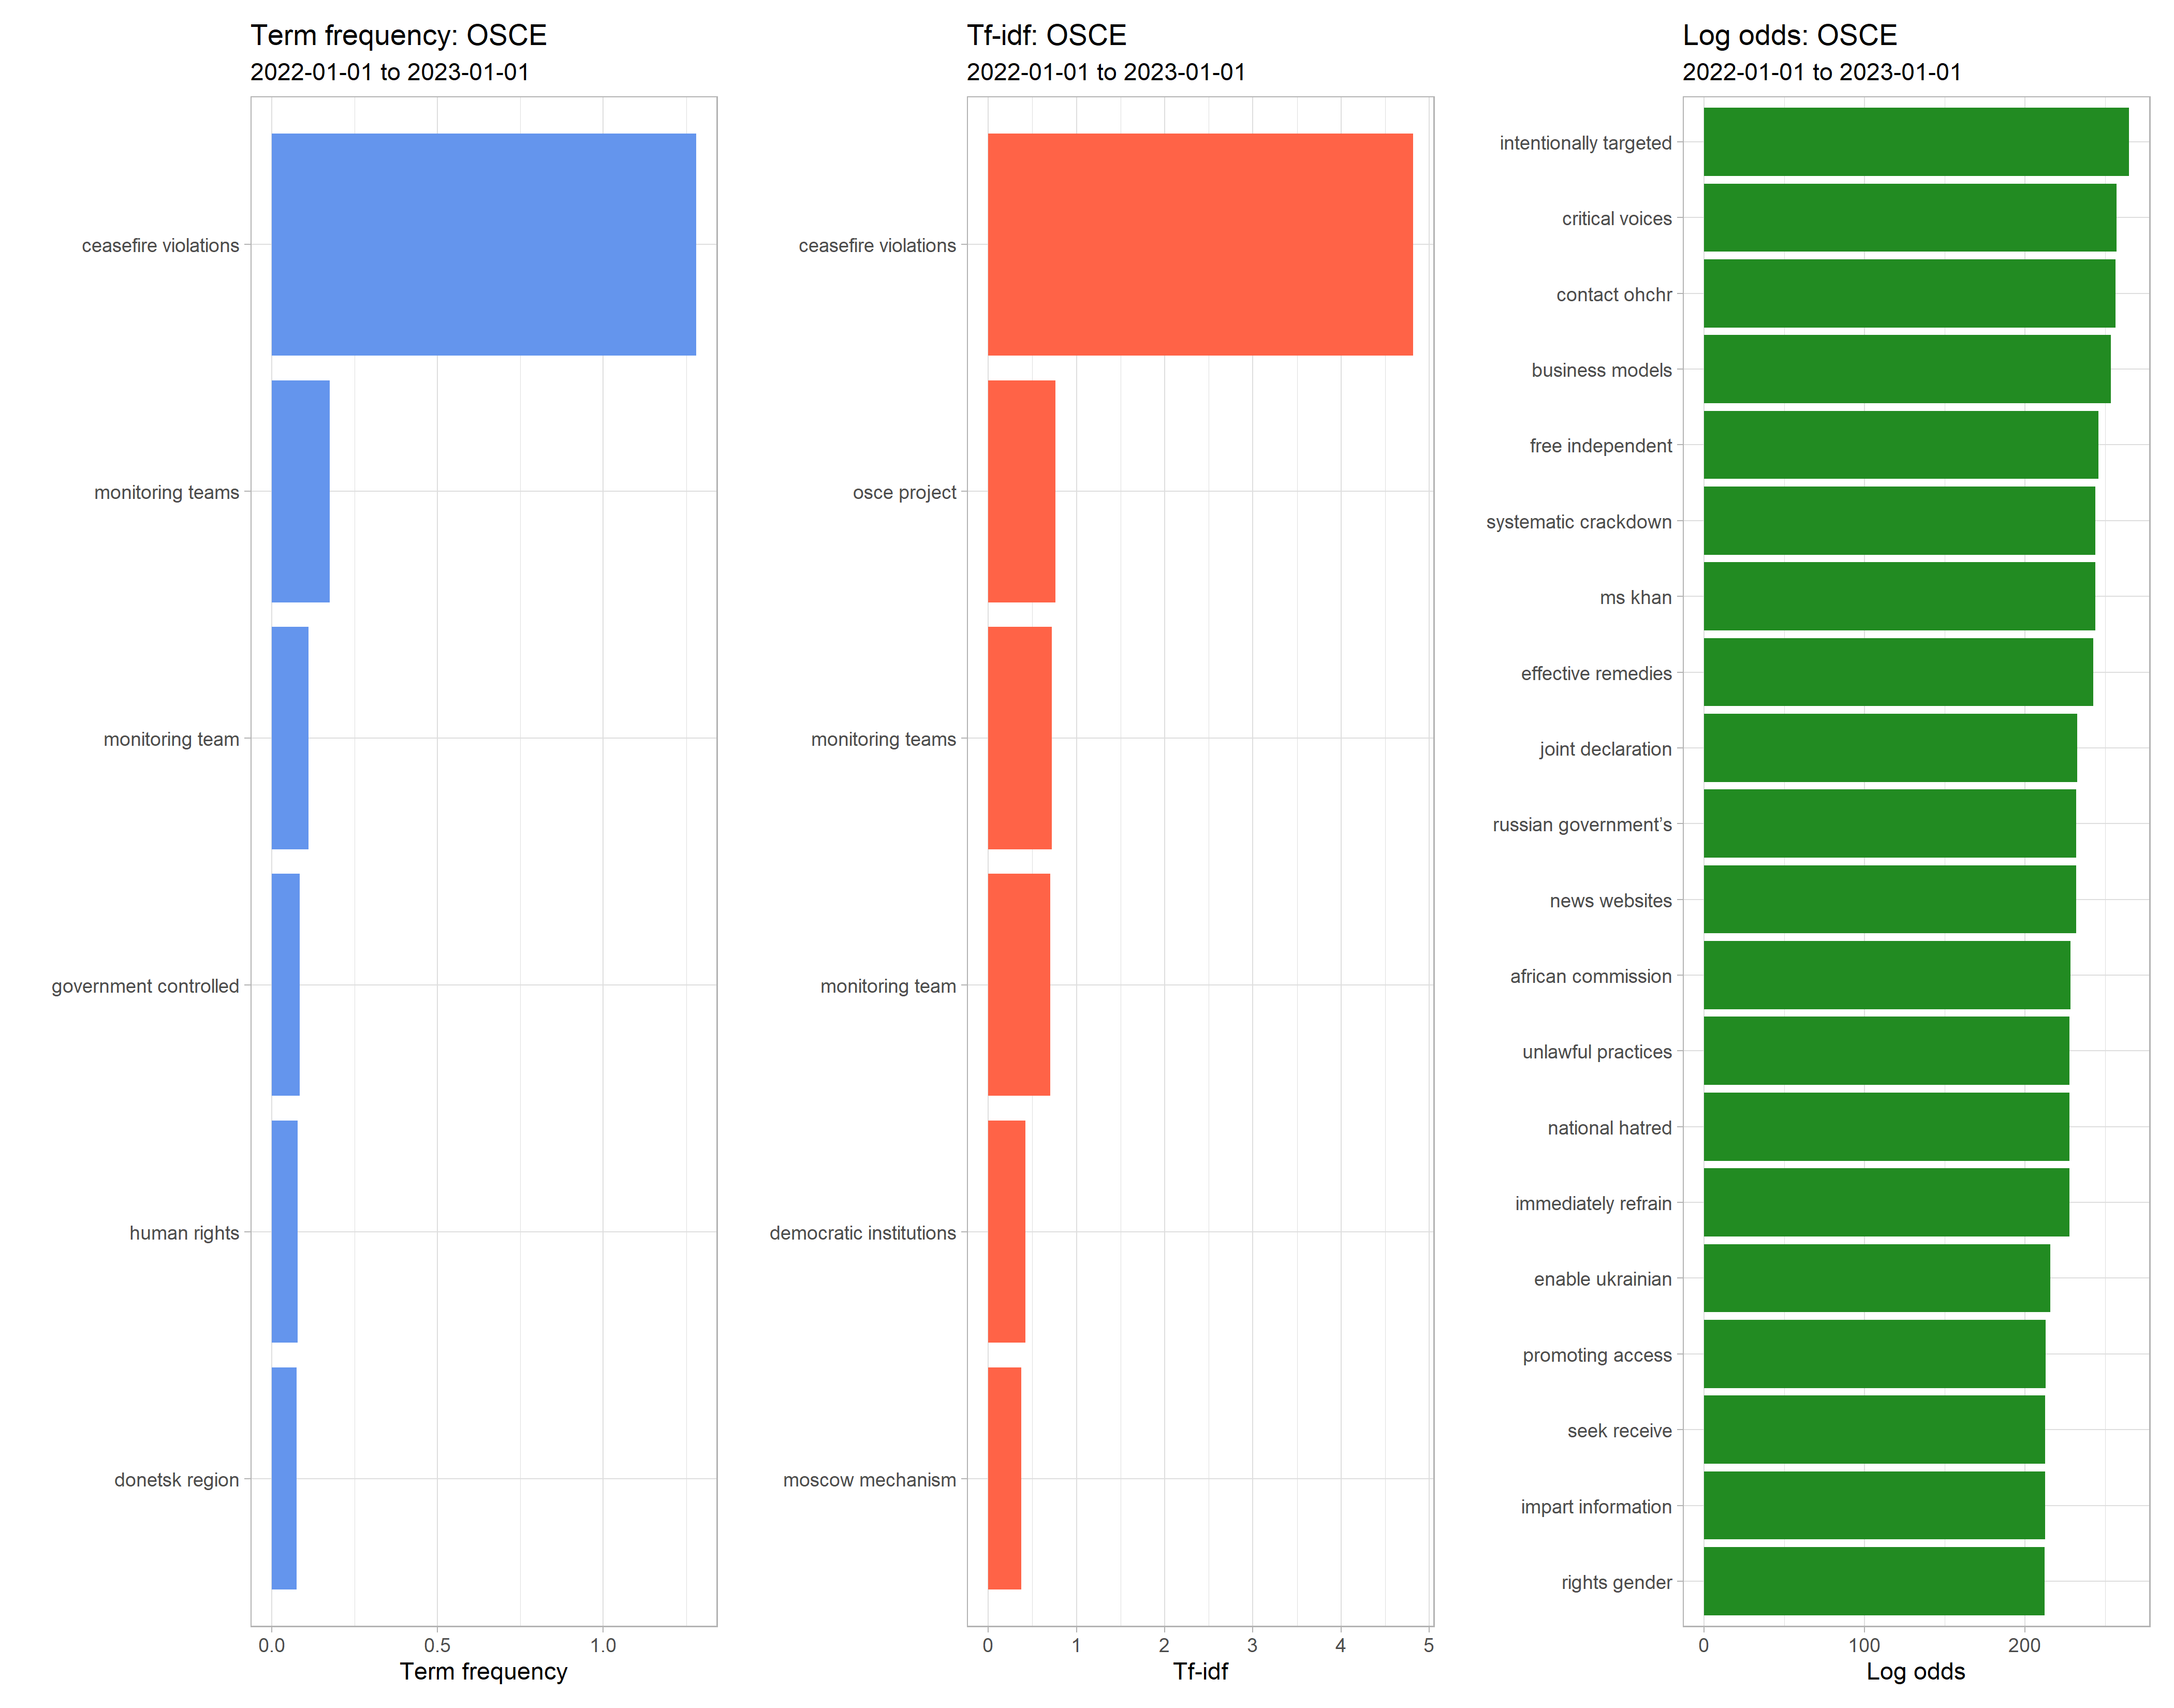 Term frequency: OSCE
2022-01-01 to 2023-01-01
ceasefire violations
monitoring teams
monitoring team
government controlled
human rights
donetsk region
0.0 0.5 1.0
Term frequency
Tf-idf: OSCE
2022-01-01 to 2023-01-01
ceasefire violations
osce project
monitoring teams
monitoring team
democratic institutions
moscow mechanism
0 1 2 3 4 5
Tf-idf
Log odds: OSCE
2022-01-01 to 2023-01-01
intentionally targeted
critical voices
contact ohchr
business models
free independent
systematic crackdown
ms khan
effective remedies
joint declaration
russian government’s
news websites
african commission
unlawful practices
national hatred
immediately refrain
enable ukrainian
promoting access
seek receive
impart information
rights gender
0 100 200
Log odds